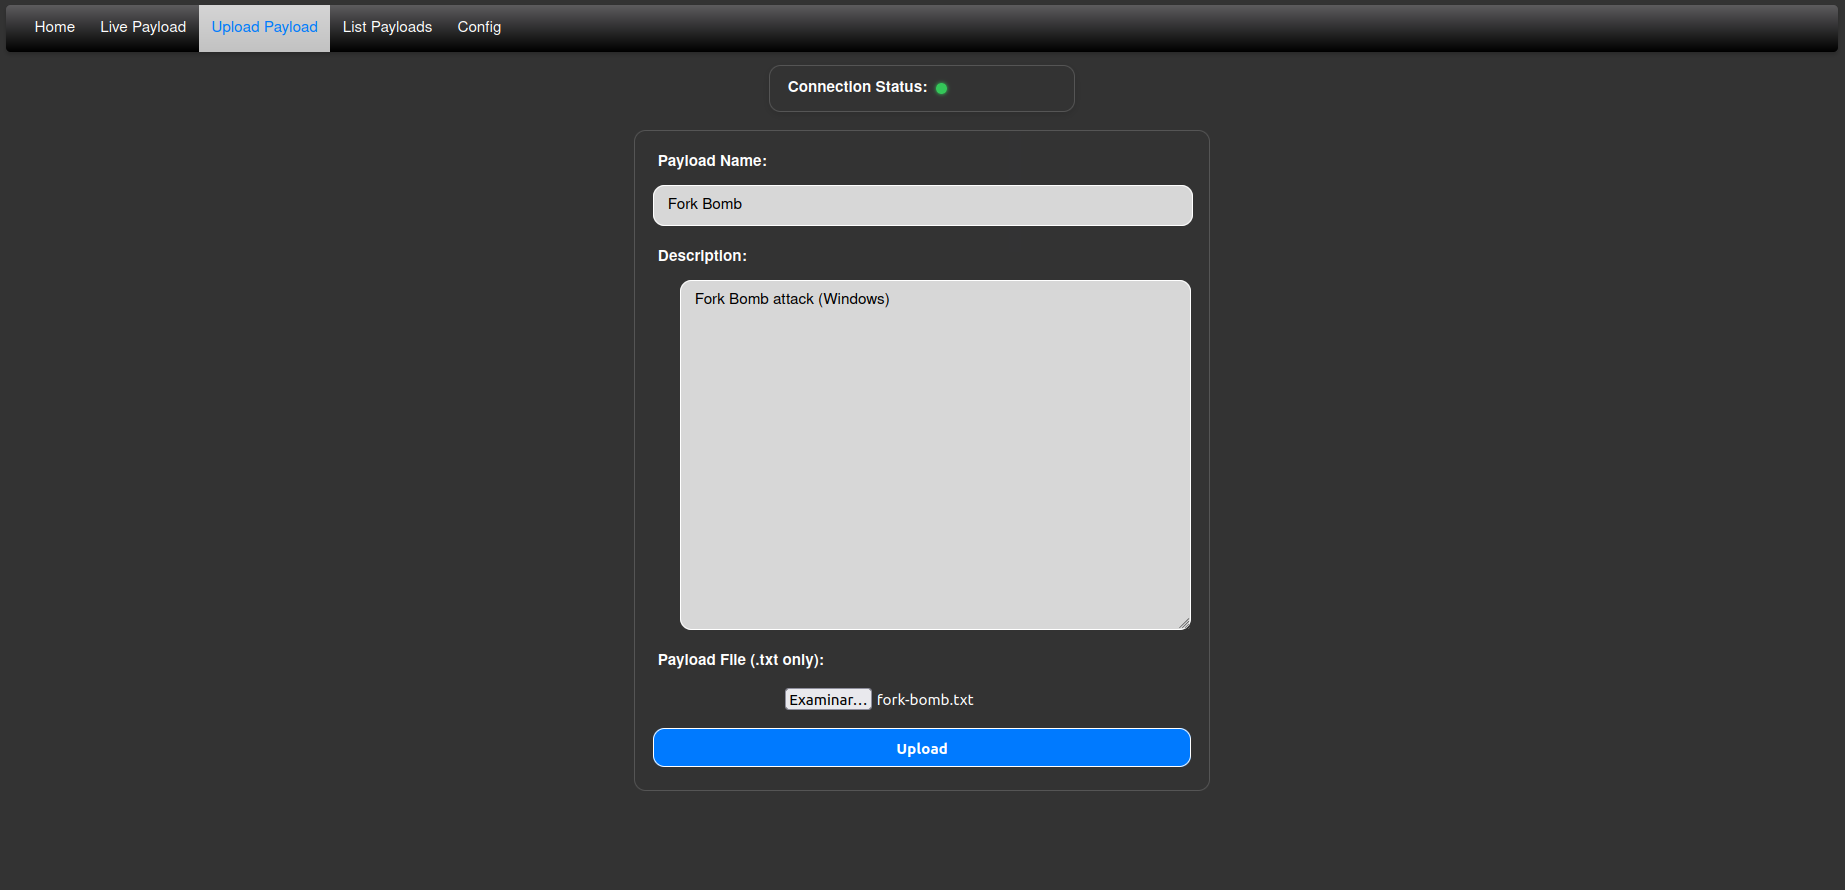 Home Live Payload Upload Payload List Payloads Config
Connection Status:
Payload Name:
Fork Bomb
Description:
Fork Bomb attack (Windows)
Payload File (.txt only):
Examinar... fork-bomb.txt
Upload